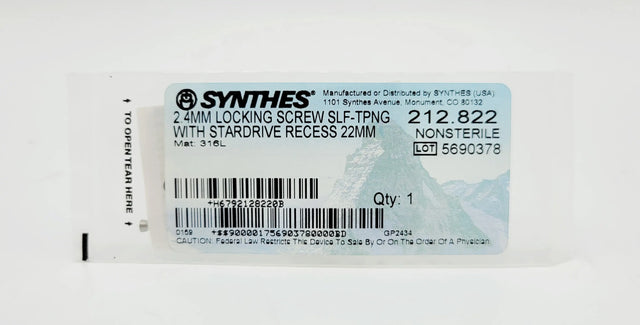 TO OPEN TEAR HERE
SYNTHES®
Manufactured or Distributed by SYNTHES (USA)
1101 Synthes Avenue, Monument, CO 80132
2.4MM LOCKING SCREW SLF-TPNG
WITH STARDRIVE RECESS 22MM
Mat: 316L
212.822
NONSTERILE
LOT 5690378
+H6792128220B
Qty: 1
0159 +$$900001756903780000BD GP2434
CAUTION: Federal Law Restricts This Device To Sale By Or On The Order Of A Physician